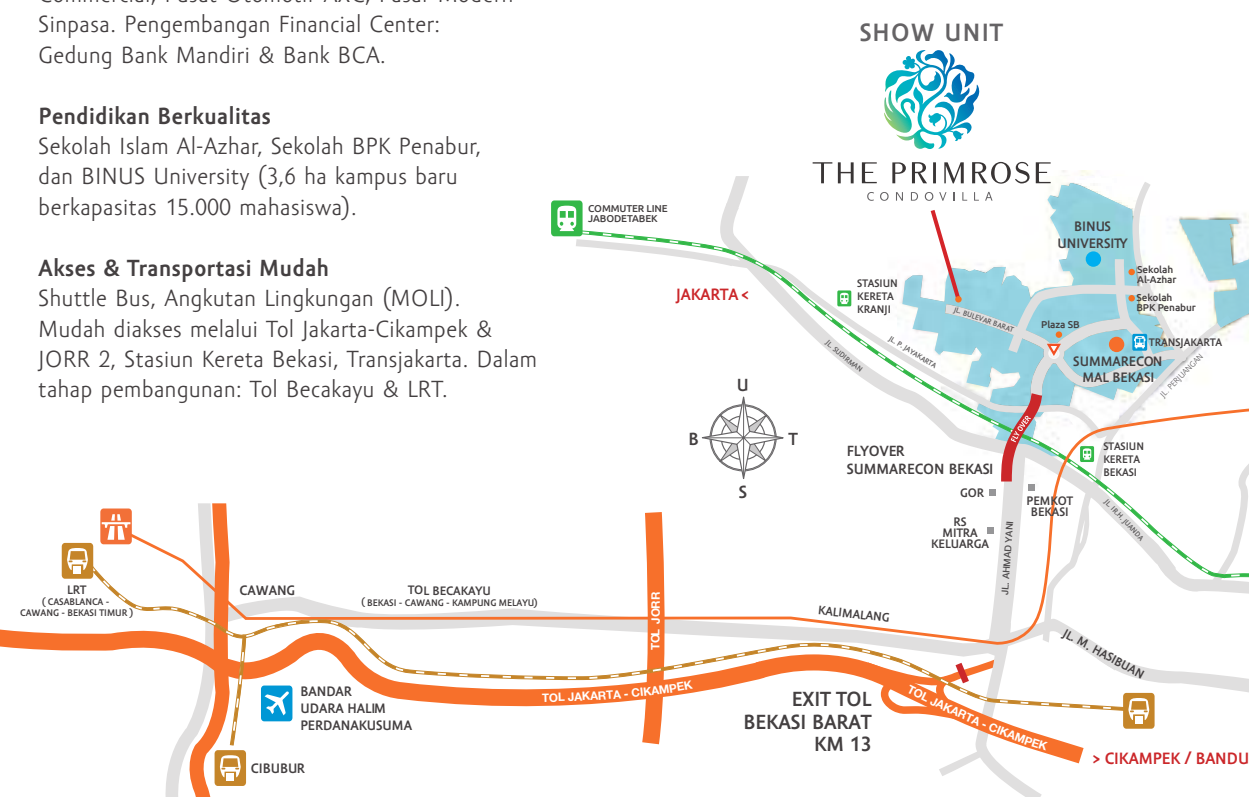 Sinpasa. Pengembangan Financial Center:
Gedung Bank Mandiri & Bank BCA.
Pendidikan Berkualitas
Sekolah Islam Al-Azhar, Sekolah BPK Penabur,
dan BINUS University (3,6 ha kampus baru
berkapasitas 15.000 mahasiswa).
Akses & Transportasi Mudah
Shuttle Bus, Angkutan Lingkungan (MOLI).
Mudah diakses melalui Tol Jakarta-Cikampek &
JORR 2, Stasiun Kereta Bekasi, Transjakarta. Dalam
tahap pembangunan: Tol Becakayu & LRT.
SHOW UNIT
THE PRIMROSE
CONDOVILLA
COMMUTER LINE
JABODETABEK
JAKARTA <
STASIUN
KERETA
KRANJI
BINUS
UNIVERSITY
Sekolah
Al-Azhar
Sekolah
BPK Penabur
JL. BULEVAR BARAT
Plaza SB
TRANSJAKARTA
SUMMARECON
MAL BEKASI
JL. P. JAYAKARTA
JL. SUDIRMAN
JL. PERJUANGAN
FLY OVER
U
B
T
S
FLYOVER
SUMMARECON BEKASI
STASIUN
KERETA
BEKASI
GOR
PEMKOT
BEKASI
RS
MITRA
KELUARGA
JL. IR.H. JUANDA
JL. AHMAD YANI
LRT
( CASABLANCA -
CAWANG - BEKASI TIMUR )
CAWANG
TOL BECAKAYU
( BEKASI - CAWANG - KAMPUNG MELAYU)
TOL JORR
KALIMALANG
JL. M. HASIBUAN
BANDAR
UDARA HALIM
PERDANAKUSUMA
TOL JAKARTA - CIKAMPEK
EXIT TOL
BEKASI BARAT
KM 13
TOL JAKARTA - CIKAMPEK
> CIKAMPEK / BANDU
CIBUBUR